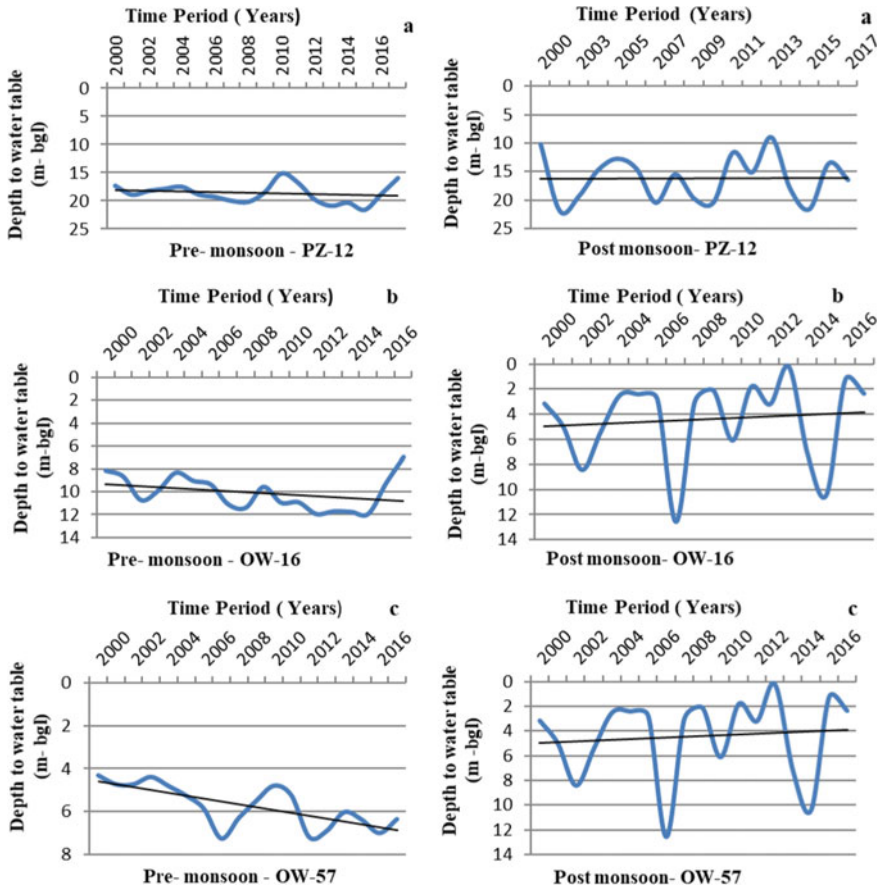 Time Period ( Years)
a
2000 2002 2004 2006 2008 2010 2012 2014 2016
Depth to water table
(m- bgl)
0
5
10
15
20
25
Pre- monsoon - PZ-12
Time Period (Years)
a
2000 2003 2005 2007 2009 2011 2013 2015 2017
Depth to water table
(m- bgl)
0
5
10
15
20
25
Post monsoon- PZ-12
Time Period ( Years)
b
2000 2002 2004 2006 2008 2010 2012 2014 2016
Depth to water table
(m-bgl)
0
2
4
6
8
10
12
14
Pre- monsoon - OW-16
Time Period ( Years)
b
2000 2002 2004 2006 2008 2010 2012 2014 2016
Depth to water table
(m- bgl)
0
2
4
6
8
10
12
14
Post monsoon- OW-16
Time Period ( Years)
c
2000 2002 2004 2006 2008 2010 2012 2014 2016
Depth to water table
(m- bgl)
0
2
4
6
8
Pre- monsoon - OW-57
Time Period ( Years)
c
2000 2002 2004 2006 2008 2010 2012 2014 2016
Depth to water table
(m- bgl)
0
2
4
6
8
10
12
14
Post monsoon- OW-57